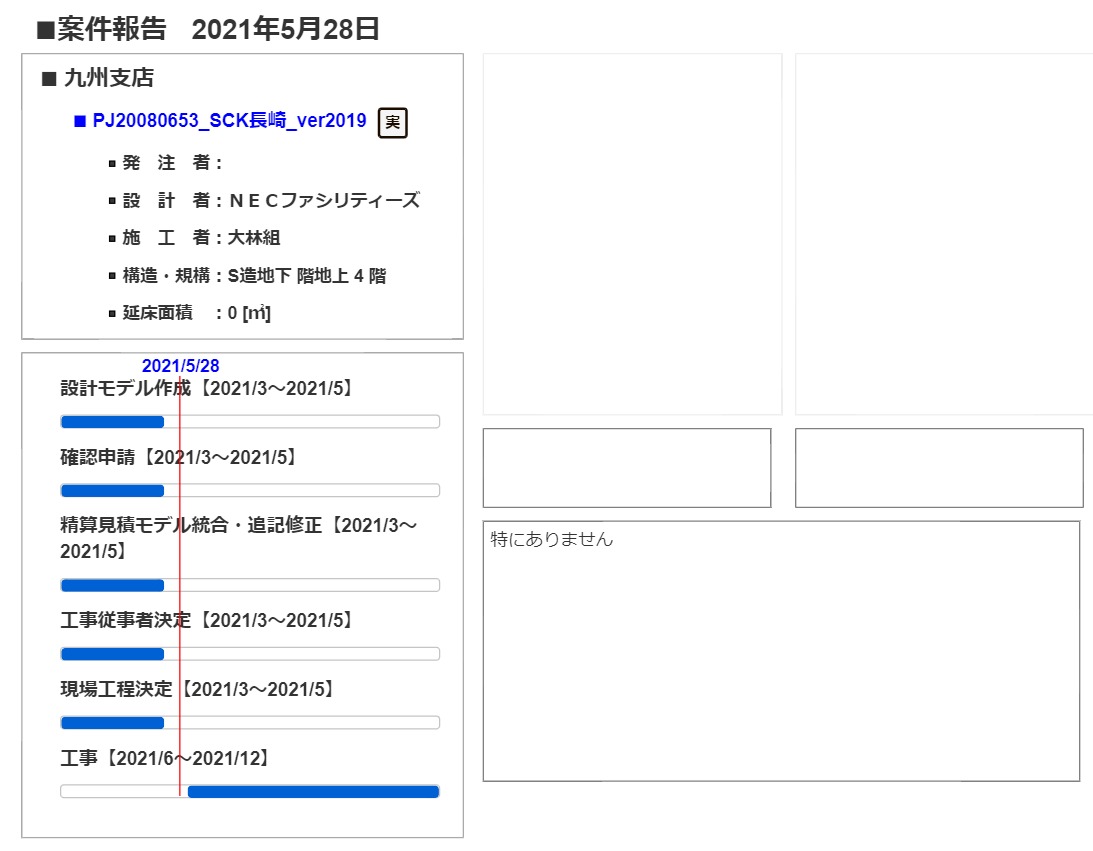 ■案件報告 2021年5月28日
■ 九州支店
■ PJ20080653_SCK長崎_ver2019 実
▪ 発 注 者：
▪ 設 計 者：ＮＥＣファシリティーズ
▪ 施 工 者：大林組
▪ 構造・規構：S造地下 階地上４階
▪ 延床面積 ：0 [㎡]
2021/5/28
設計モデル作成【2021/3～2021/5】
確認申請【2021/3～2021/5】
精算見積モデル統合・追記修正【2021/3～
2021/5】
工事従事者決定【2021/3～2021/5】
現場工程決定【2021/3～2021/5】
工事【2021/6～2021/12】
特にありません